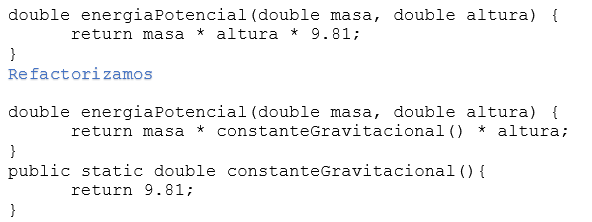 double energiaPotencial(double masa, double altura) {
return masa * altura * 9.81;
}
Refactorizamos
double energiaPotencial(double masa, double altura) {
return masa * constanteGravitacional() * altura;
}
public static double constanteGravitacional(){
return 9.81;
}